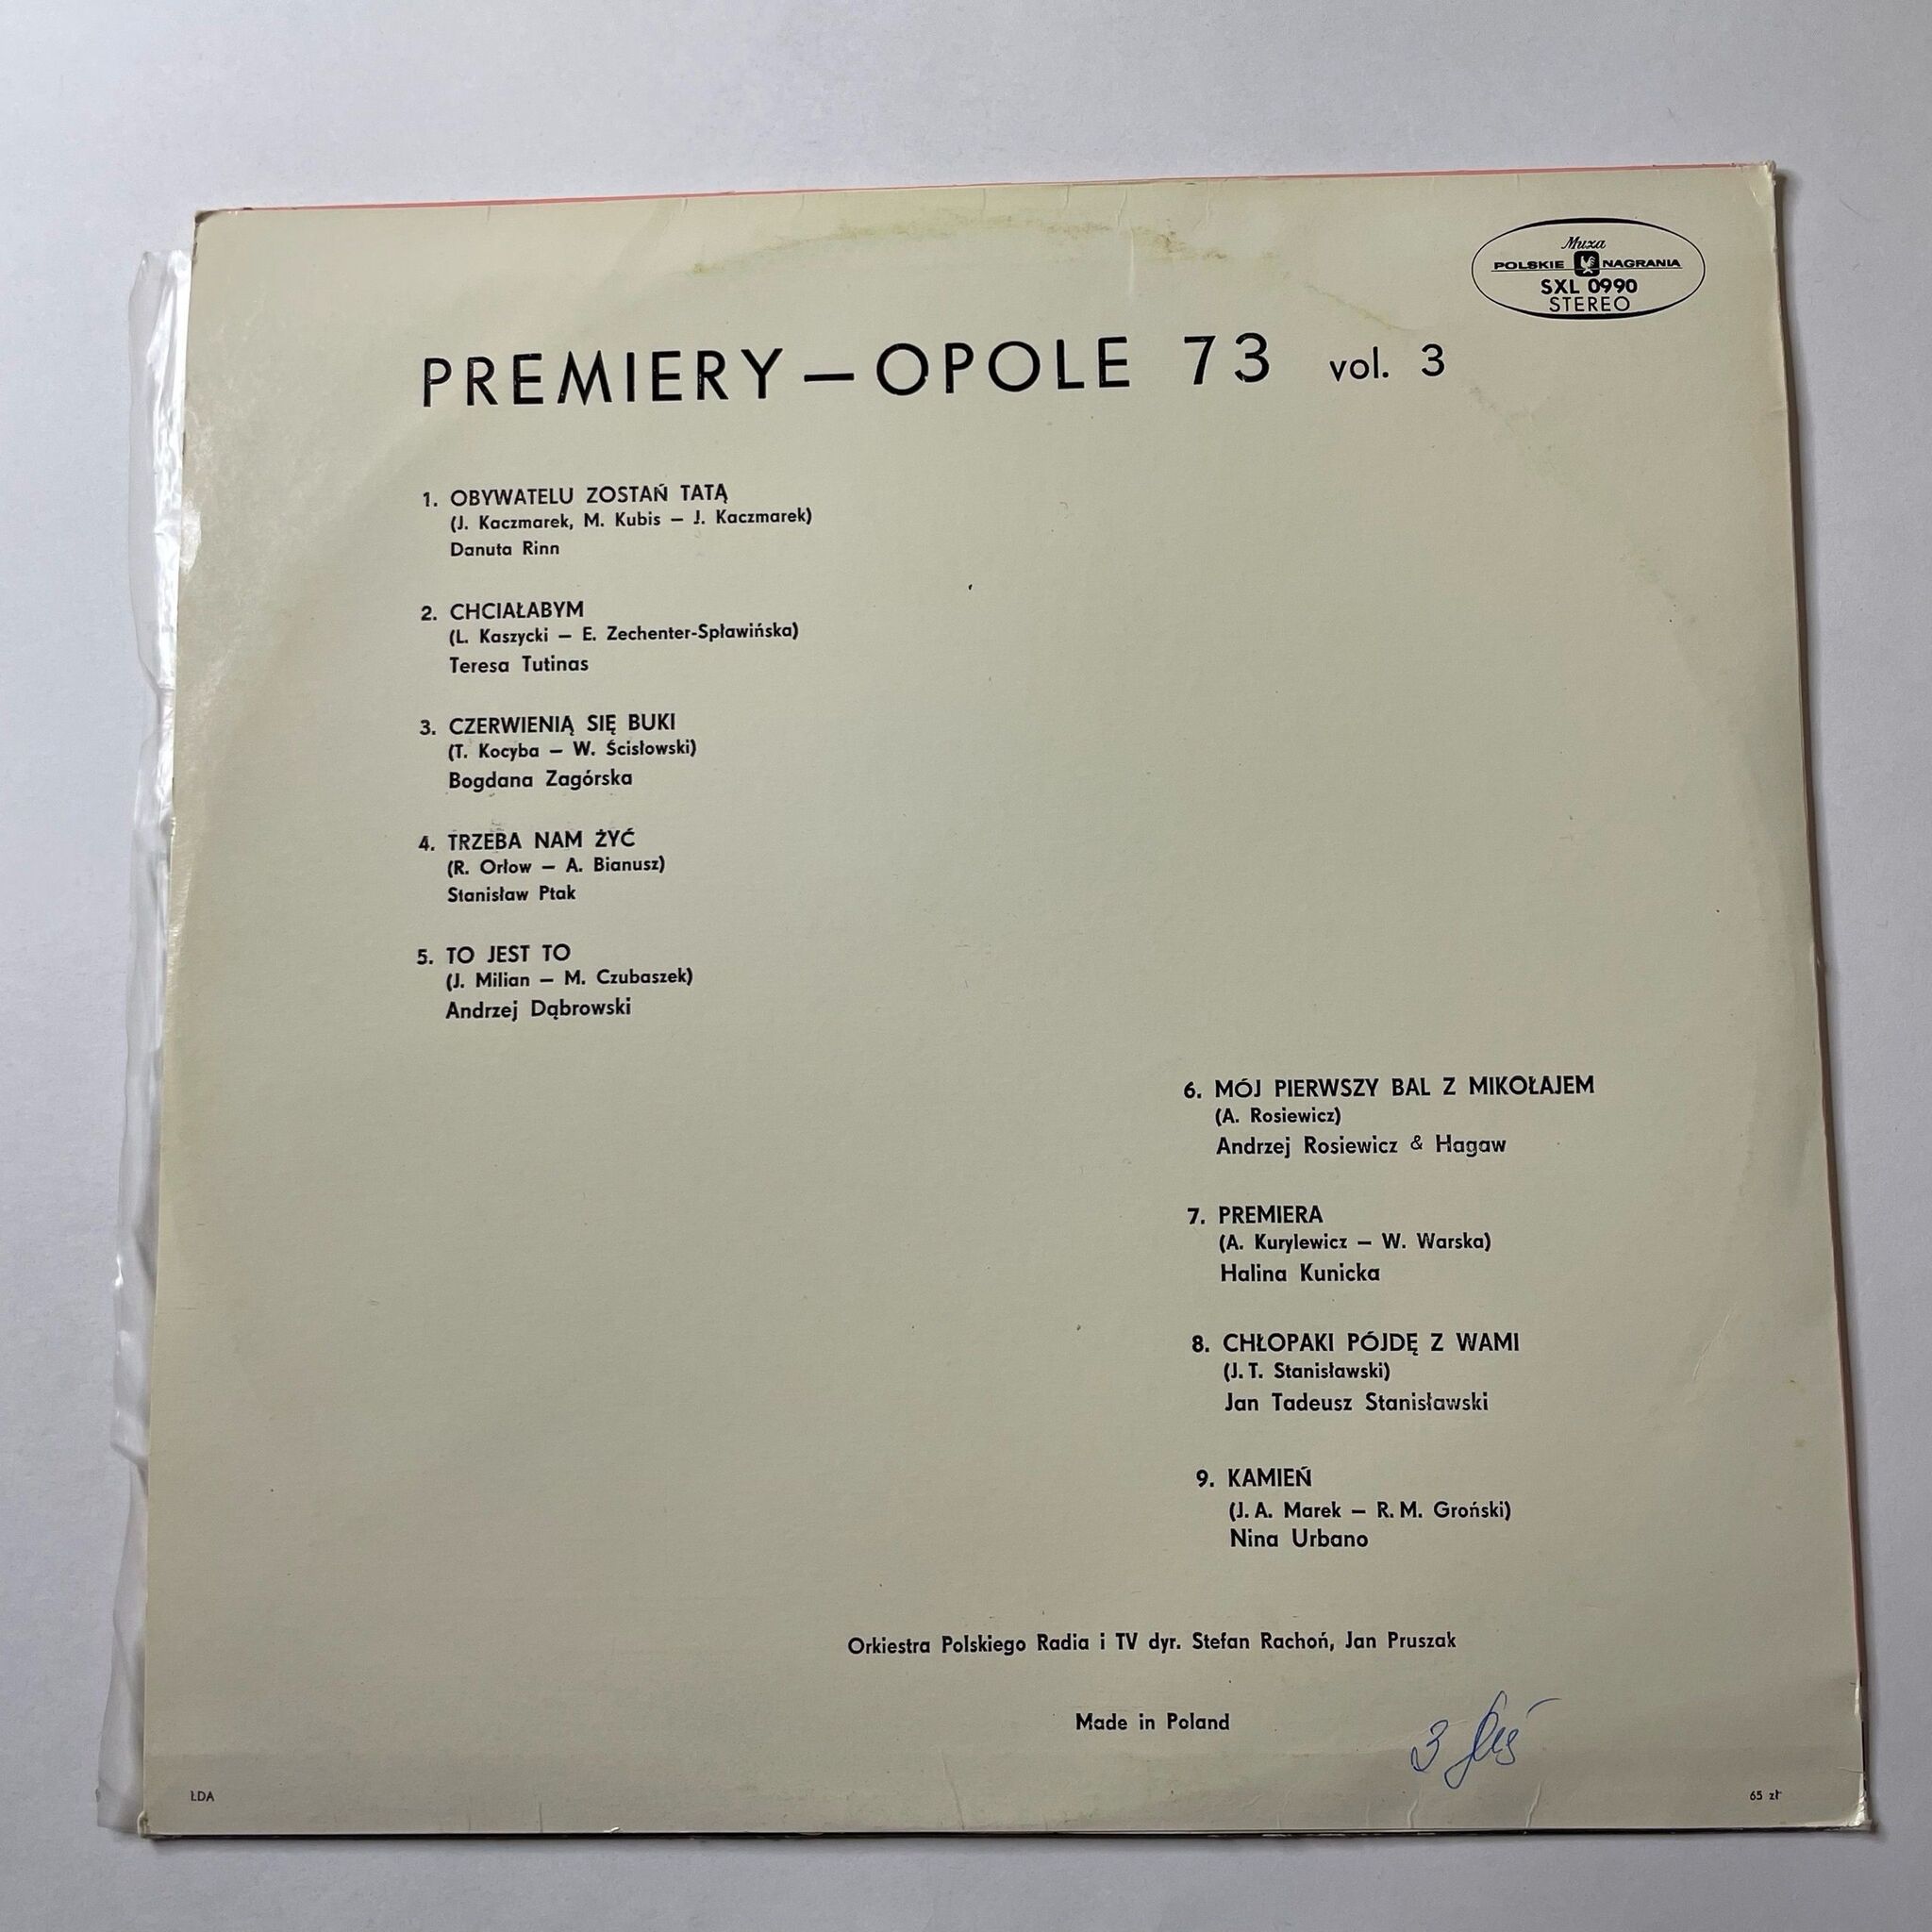 Muza
POLSKIE NAGRANIA
SXL 0990
STEREO
PREMIERY — OPOLE 73 vol. 3
1. OBYWATELU ZOSTAŃ TATĄ
(J. Kaczmarek, M. Kubis — J. Kaczmarek)
Danuta Rinn
2. CHCIAŁABYM
(L. Kaszycki — E. Zechenter-Spławińska)
Teresa Tutinas
3. CZERWIENIĄ SIĘ BUKI
(T. Kocyba — W. Ścisłowski)
Bogdana Zagórska
4. TRZEBA NAM ŻYĆ
(R. Orłow — A. Bianusz)
Stanisław Ptak
5. TO JEST TO
(J. Milian — M. Czubaszek)
Andrzej Dąbrowski
6. MÓJ PIERWSZY BAL Z MIKOŁAJEM
(A. Rosiewicz)
Andrzej Rosiewicz & Hagaw
7. PREMIERA
(A. Kurylewicz — W. Warska)
Halina Kunicka
8. CHŁOPAKI PÓJDĘ Z WAMI
(J. T. Stanisławski)
Jan Tadeusz Stanisławski
9. KAMIEŃ
(J. A. Marek — R. M. Groński)
Nina Urbano
Orkiestra Polskiego Radia i TV dyr. Stefan Rachoń, Jan Pruszak
Made in Poland
3
ŁDA
65 zł